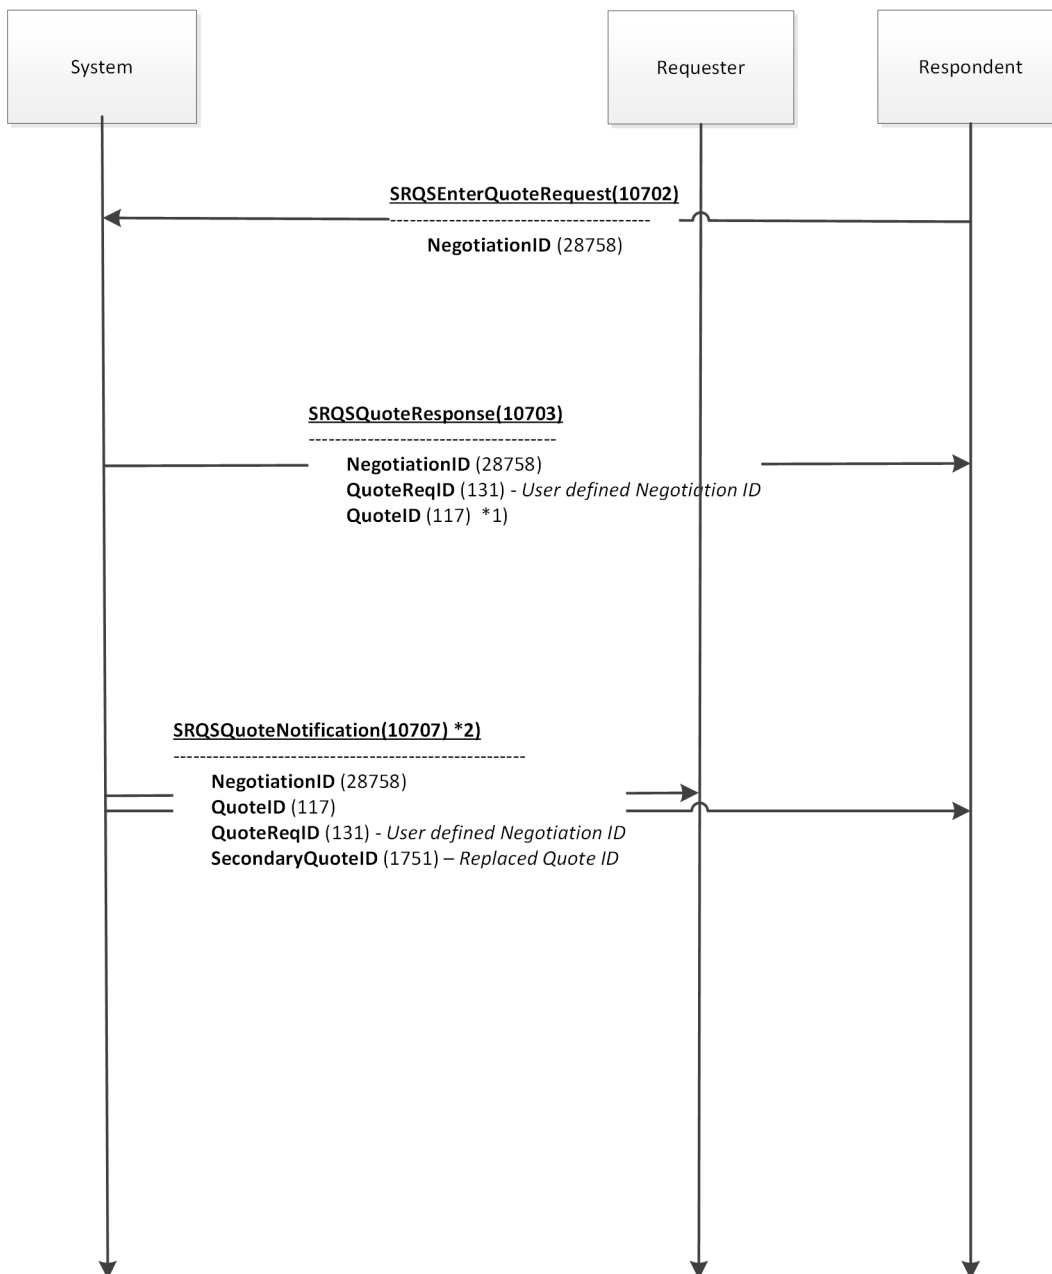 System
Requester
Respondent
SRQSEnterQuoteRequest(10702)
----------------------------------------
NegotiationID (28758)
SRQSQuoteResponse(10703)
--------------------------------------
NegotiationID (28758)
QuoteReqID (131) - User defined Negotiation ID
QuoteID (117) *1)
SRQSQuoteNotification(10707) *2)
------------------------------------------------------
NegotiationID (28758)
QuoteID (117)
QuoteReqID (131) - User defined Negotiation ID
SecondaryQuoteID (1751) – Replaced Quote ID